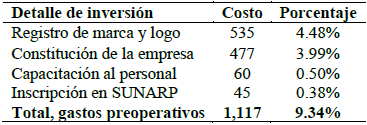 Detalle de inversión Costo Porcentaje
Registro de marca y logo 535 4.48%
Constitución de la empresa 477 3.99%
Capacitación al personal 60 0.50%
Inscripción en SUNARP 45 0.38%
Total, gastos preoperativos 1,117 9.34%